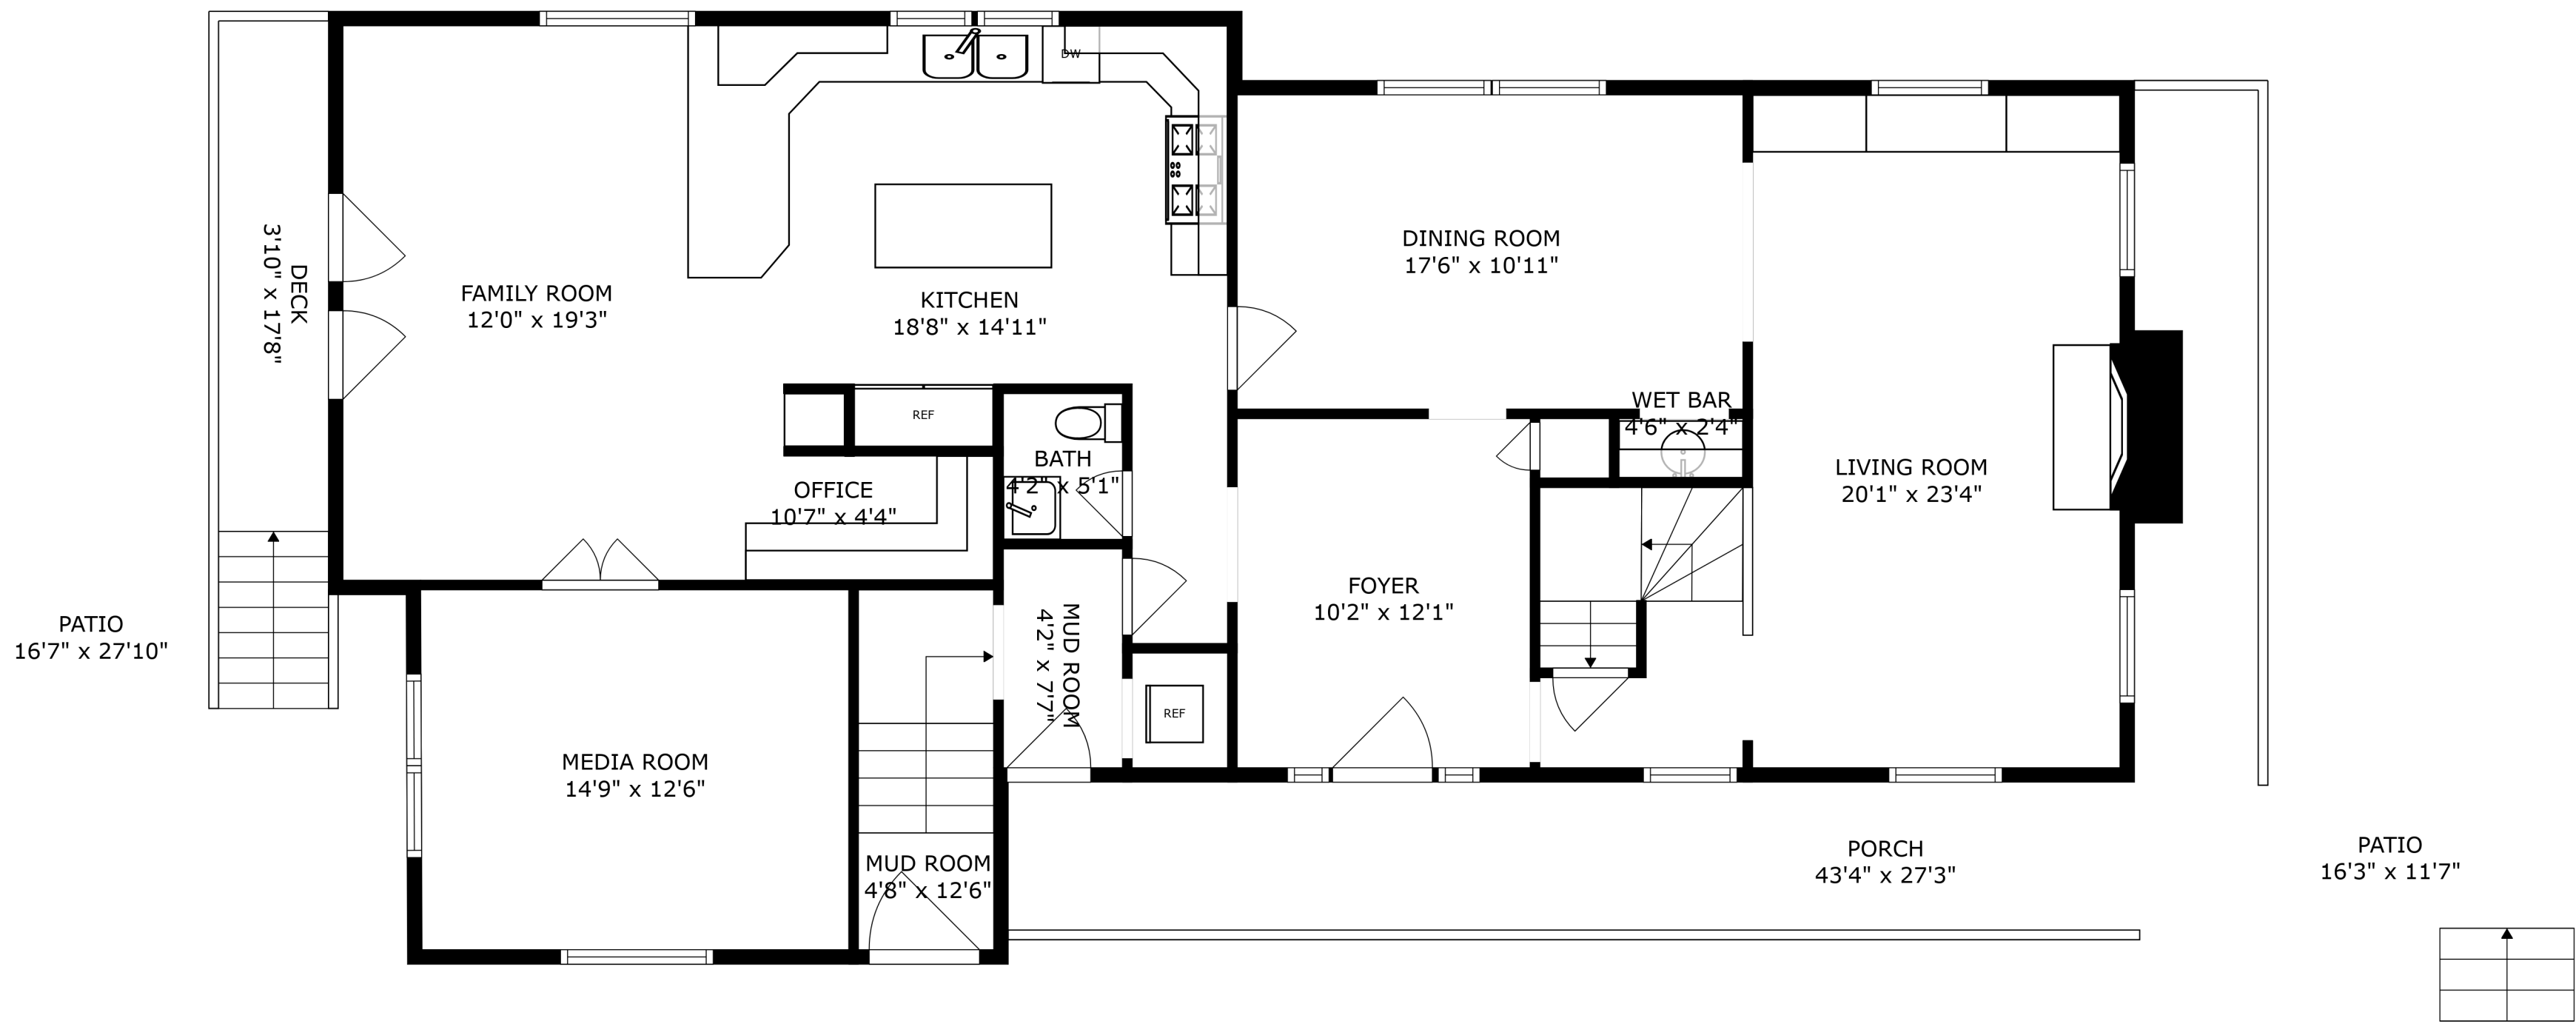 DW
DECK
3'10" x 17'8"
FAMILY ROOM
12'0" x 19'3"
KITCHEN
18'8" x 14'11"
DINING ROOM
17'6" x 10'11"
WET BAR
4'6" x 2'4"
REF
BATH
4'2" x 5'1"
OFFICE
10'7" x 4'4"
LIVING ROOM
20'1" x 23'4"
FOYER
10'2" x 12'1"
PATIO
16'7" x 27'10"
MUD ROOM
4'2" x 7'7"
REF
MEDIA ROOM
14'9" x 12'6"
MUD ROOM
4'8" x 12'6"
PORCH
43'4" x 27'3"
PATIO
16'3" x 11'7"